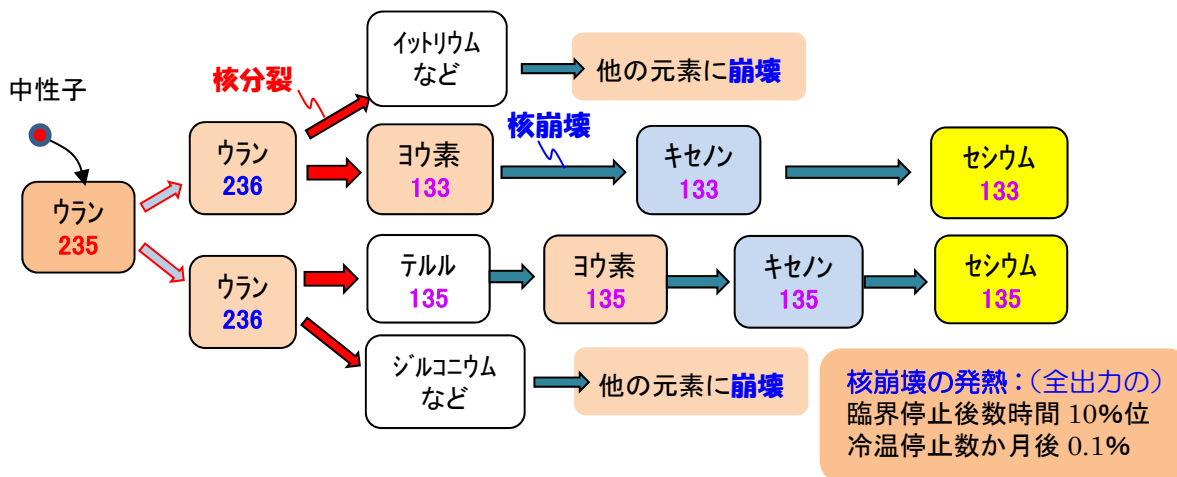 中性子
ウラン
235
核分裂
ウラン
236
イットリウム
など
他の元素に崩壊
ヨウ素
133
核崩壊
キセノン
133
セシウム
133
ウラン
236
テルル
135
ヨウ素
135
キセノン
135
セシウム
135
ジルコニウム
など
他の元素に崩壊
核崩壊の発熱：（全出力の）
臨界停止後数時間 10%位
冷温停止数か月後 0.1%